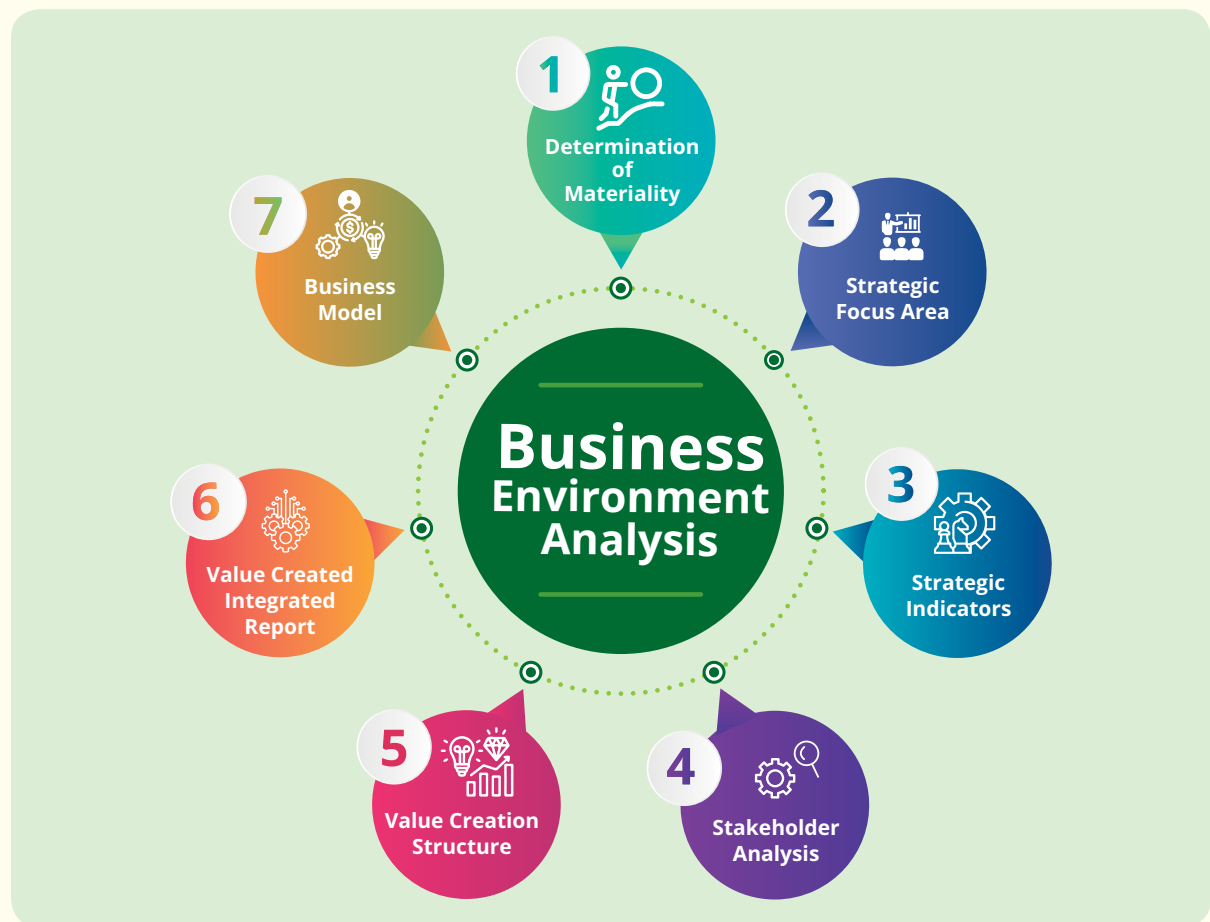 Business
Environment
Analysis
1
Determination
of
Materiality
2
Strategic
Focus Area
3
Strategic
Indicators
4
Stakeholder
Analysis
5
Value Creation
Structure
6
Value Created
Integrated
Report
7
Business
Model
$